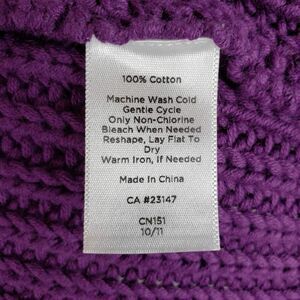 100% Cotton
Machine Wash Cold
Gentle Cycle
Only Non-Chlorine
Bleach When Needed
Reshape, Lay Flat To
Dry
Warm Iron, If Needed
Made In China
CA #23147
CN151
10/11